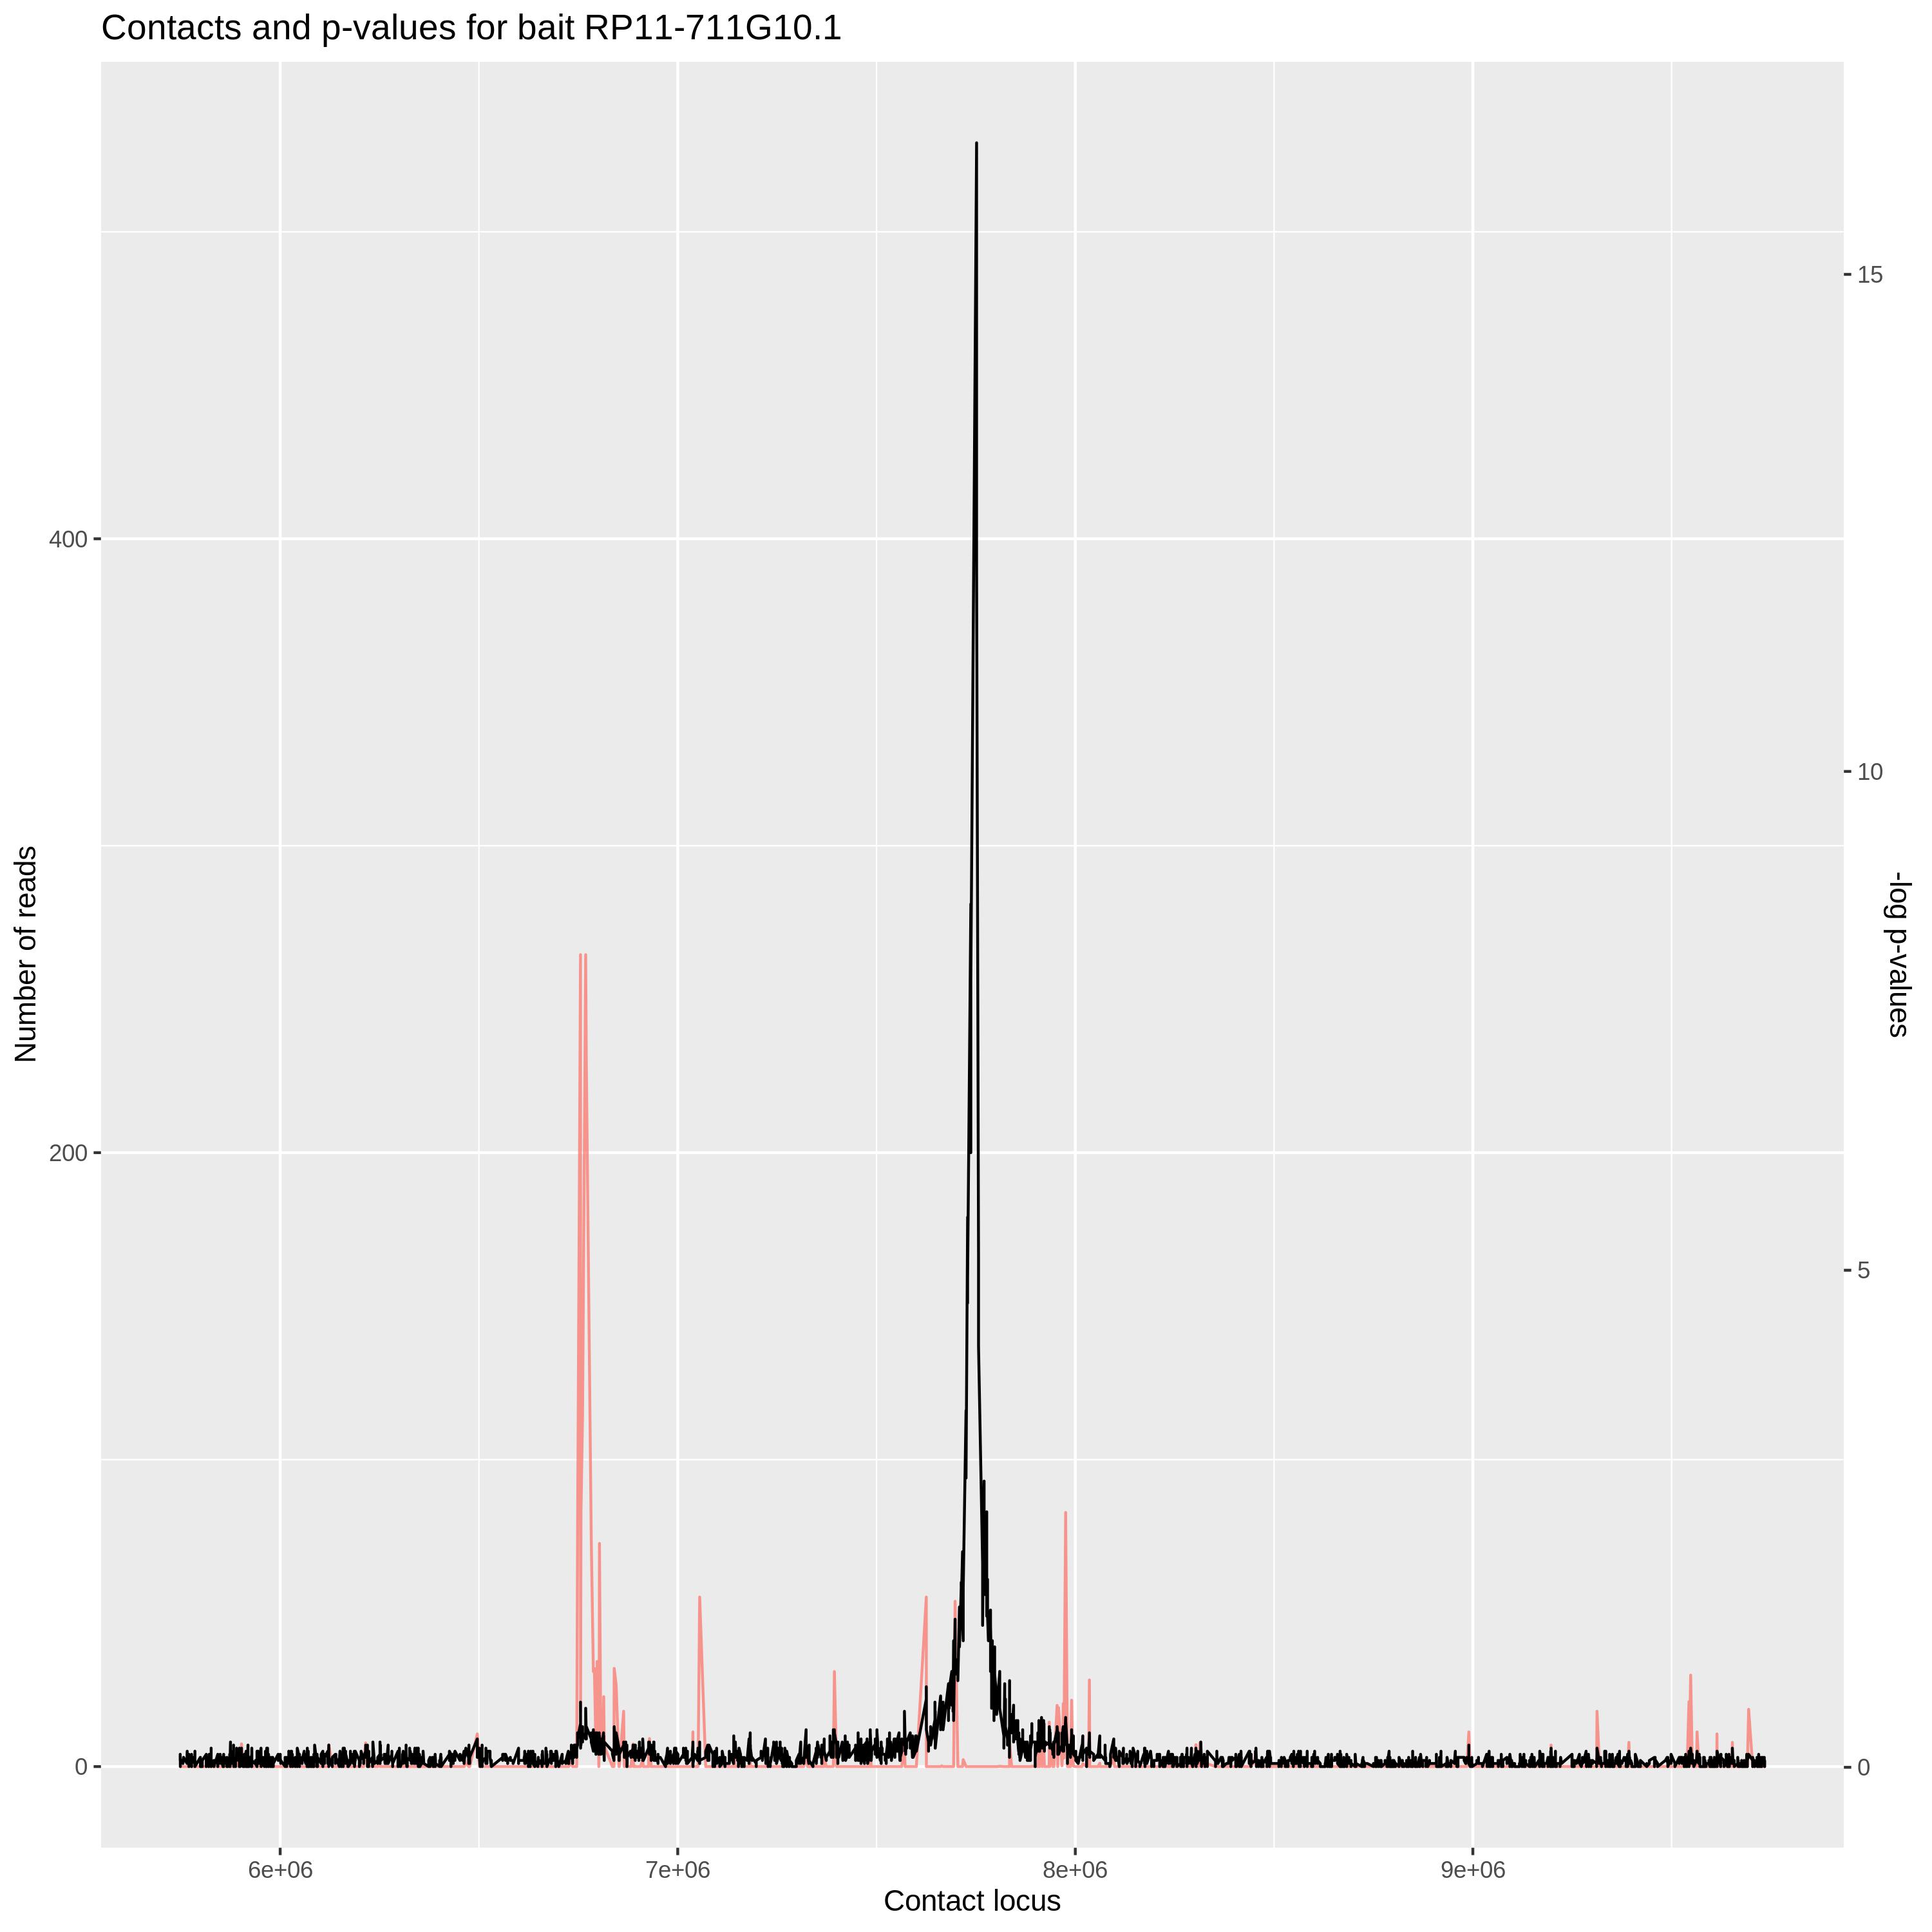 Contacts and p-values for bait RP11-711G10.1
Number of reads
400
200
0
15
10
5
0
-log p-values
6e+06
7e+06
8e+06
9e+06
Contact locus